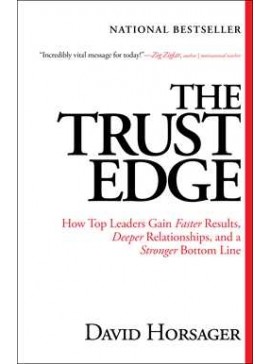 NATIONAL BESTSELLER
"Incredibly vital message for today!"—Zig Ziglar, author | motivational teacher
THE
TRUST
EDGE
How Top Leaders Gain Faster Results,
Deeper Relationships, and a
Stronger Bottom Line
DAVID HORSAGER